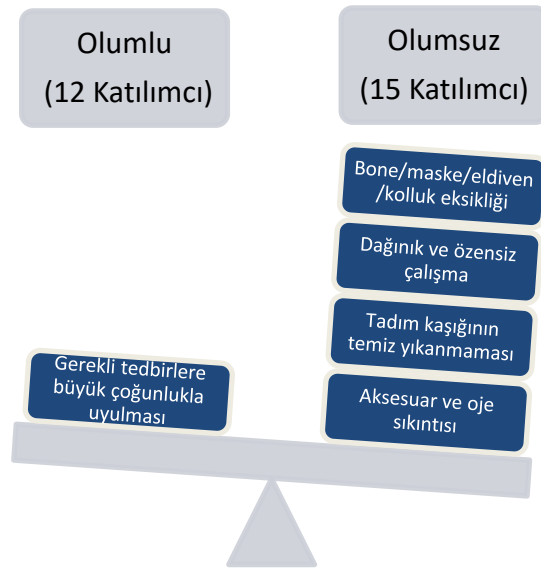 Olumlu
(12 Katılımcı)
Olumsuz
(15 Katılımcı)
Bone/maske/eldiven
/kolluk eksikliği
Dağınık ve özensiz
çalışma
Tadım kaşığının
temiz yıkanmaması
Aksesuar ve oje
sıkıntısı
Gerekli tedbirlere
büyük çoğunlukla
uyulması